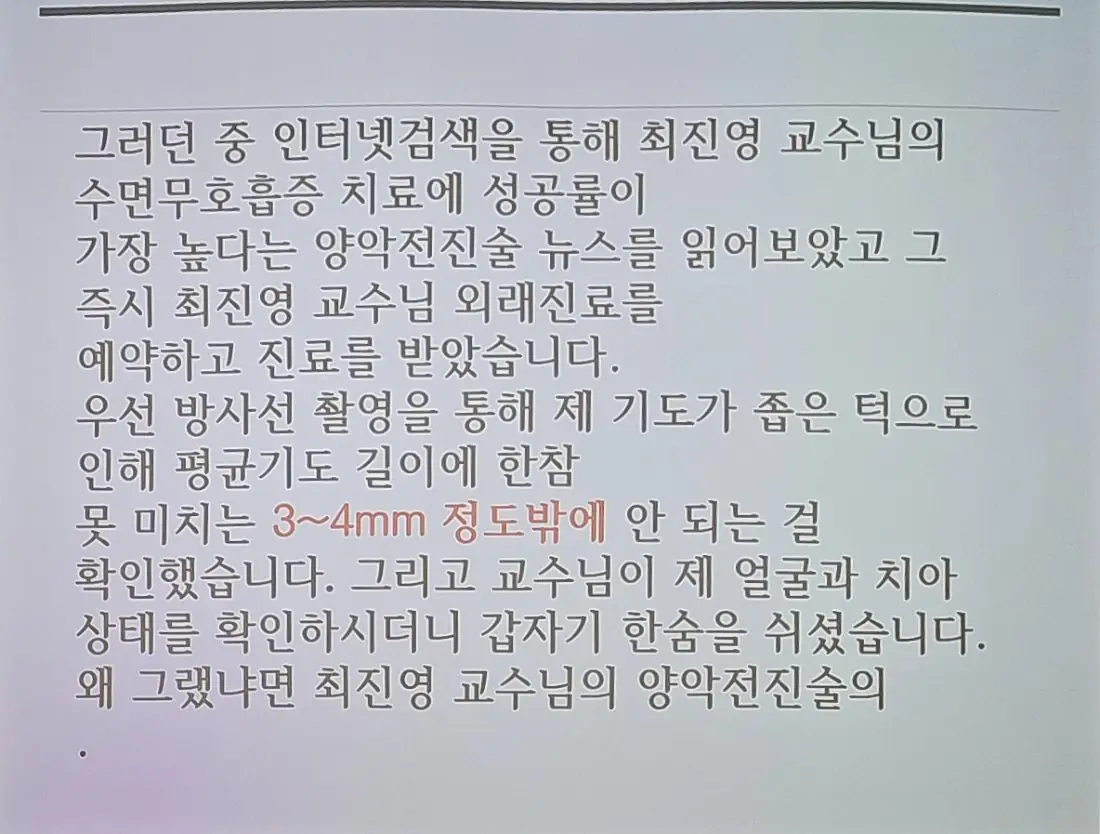 그러던 중 인터넷검색을 통해 최진영 교수님의
수면무호흡증 치료에 성공률이
가장 높다는 양악전진술 뉴스를 읽어보았고 그
즉시 최진영 교수님 외래진료를
예약하고 진료를 받았습니다.
우선 방사선 촬영을 통해 제 기도가 좁은 턱으로
인해 평균기도 길이에 한참
못 미치는 3~4mm 정도밖에 안 되는 걸
확인했습니다. 그리고 교수님이 제 얼굴과 치아
상태를 확인하시더니 갑자기 한숨을 쉬셨습니다.
왜 그랬냐면 최진영 교수님의 양악전진술의
.